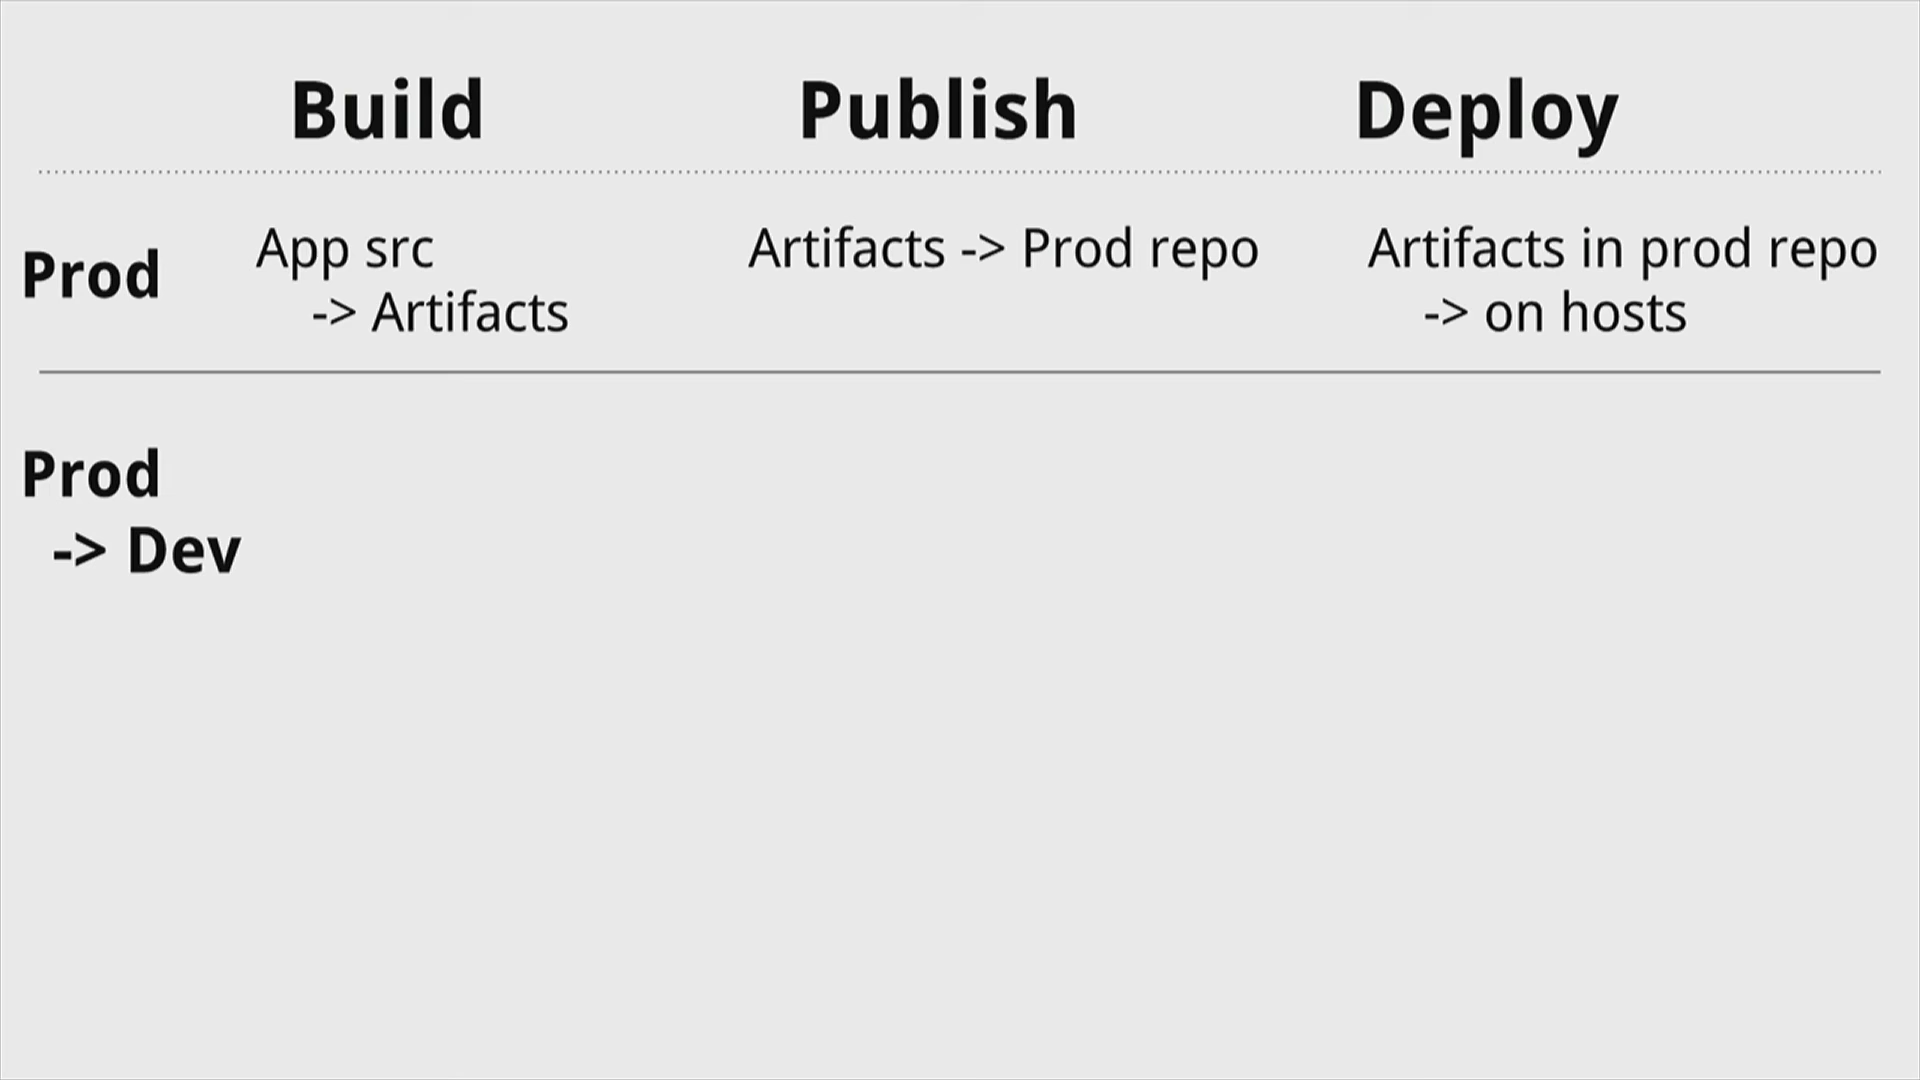 Build Publish Deploy
Prod
App src
-> Artifacts
Artifacts -> Prod repo
Artifacts in prod repo
-> on hosts
Prod
-> Dev